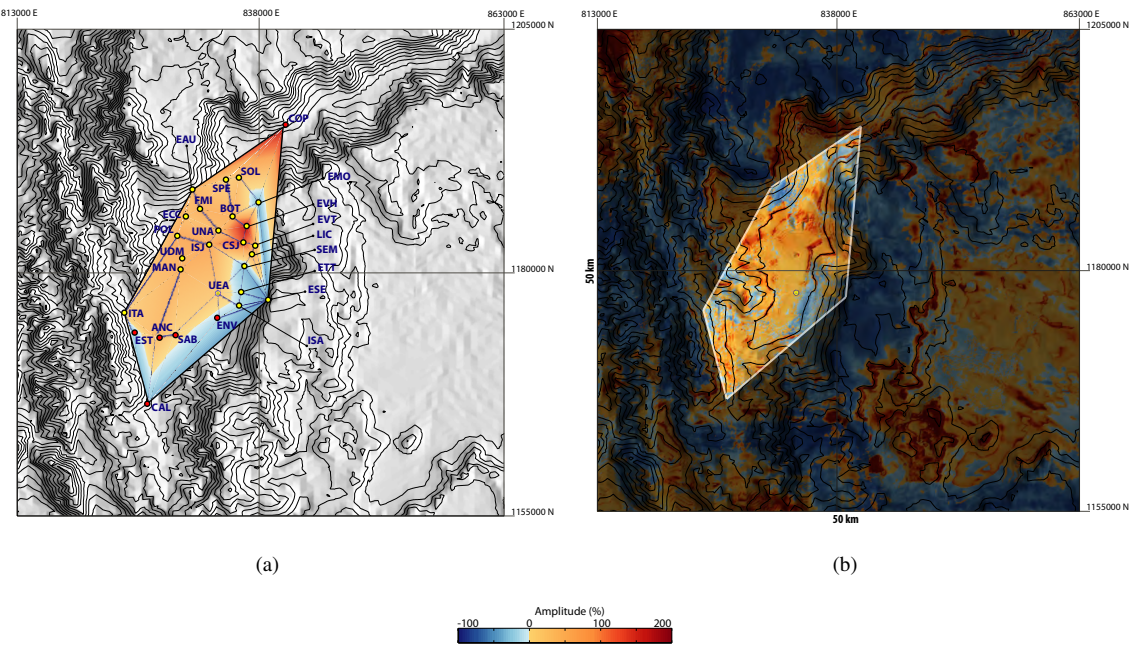 813000 E 838000 E 863000 E 813000 E 838000 E 863000 E
1205000 N 1205000 N
COP
EAU
SOL
SPE EMO
FMI
BOT EVH
ECC
POL UNA EVT
LIC
ISJ CSJ
UDM SEM
MAN ETT
1180000 N 1180000 N
50 km
UEA ESE
ITA
ANC ENV
EST SAB ISA
CAL
1155000 N 1155000 N
50 km
(a) (b)
Amplitude (%)
-100 0 100 200